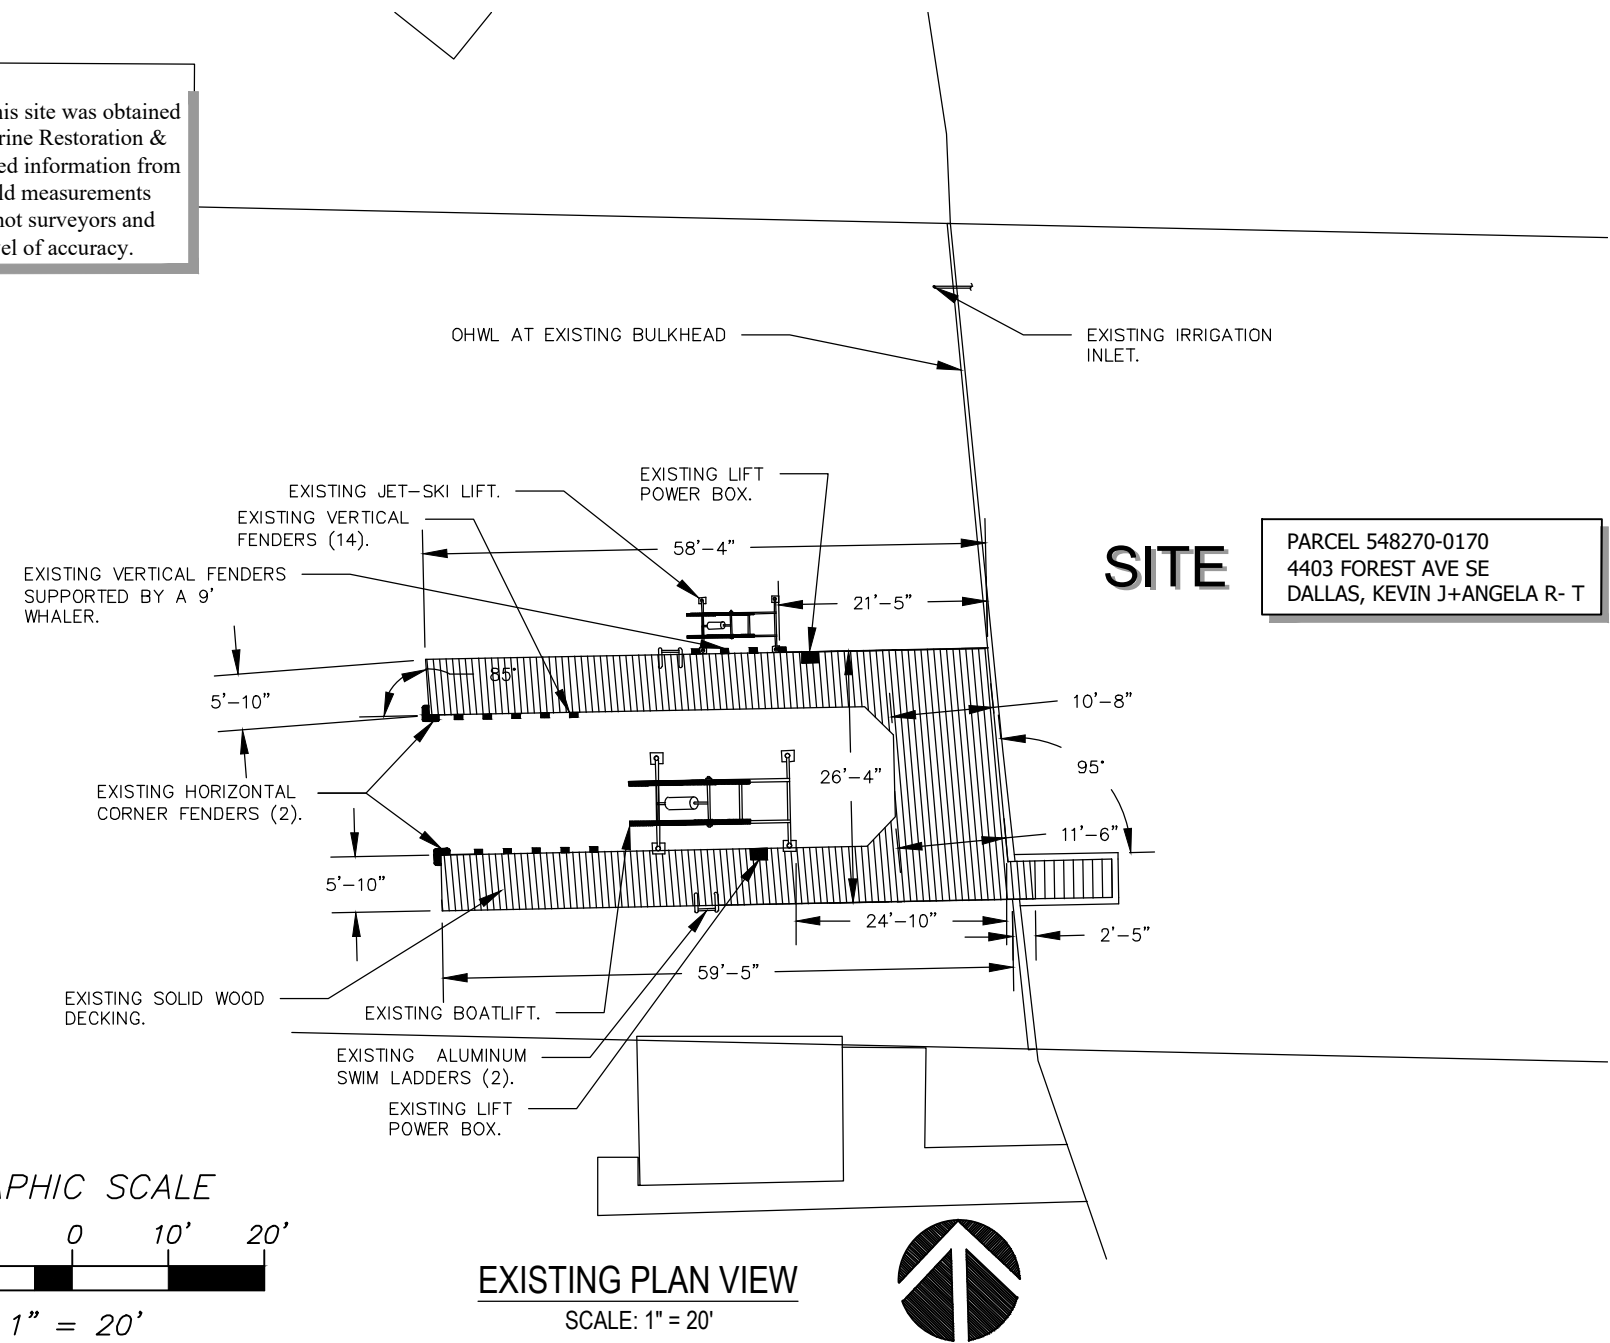 his site was obtained
rine Restoration &
ed information from
ld measurements
not surveyors and
vel of accuracy.
OHWL AT EXISTING BULKHEAD
EXISTING IRRIGATION
INLET.
EXISTING LIFT
POWER BOX.
EXISTING JET-SKI LIFT.
EXISTING VERTICAL
FENDERS (14).
58'-4"
SITE
PARCEL 548270-0170
4403 FOREST AVE SE
DALLAS, KEVIN J+ANGELA R- T
EXISTING VERTICAL FENDERS
SUPPORTED BY A 9'
WHALER.
21'-5"
85°
5'-10"
10'-8"
95°
26'-4"
EXISTING HORIZONTAL
CORNER FENDERS (2).
11'-6"
5'-10"
24'-10"
2'-5"
59'-5"
EXISTING SOLID WOOD
DECKING.
EXISTING BOATLIFT.
EXISTING ALUMINUM
SWIM LADDERS (2).
EXISTING LIFT
POWER BOX.
APHIC SCALE
0 10' 20'
1" = 20'
EXISTING PLAN VIEW
SCALE: 1" = 20'